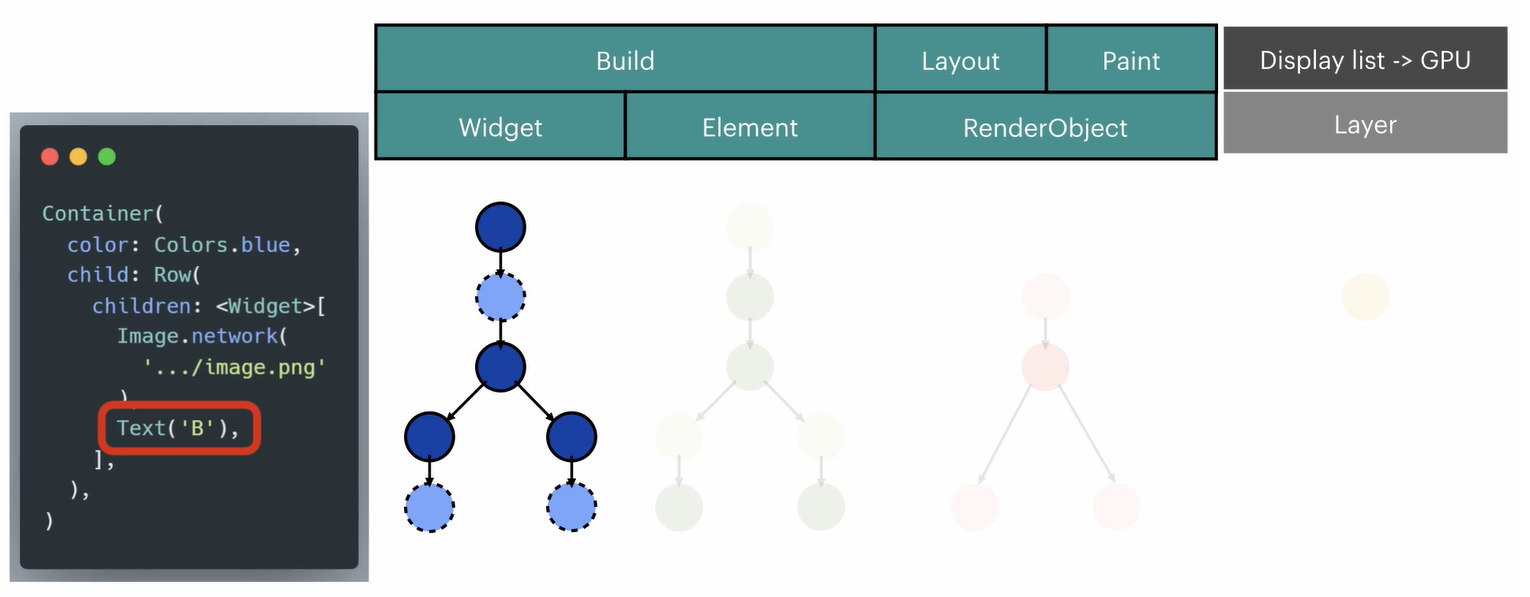 Build
Layout
Paint
Display list -> GPU
Widget
Element
RenderObject
Layer
Container(
color: Colors.blue,
child: Row(
children: <Widget>[
Image.network(
'.../image.png'
),
Text('B'),
],
),
)